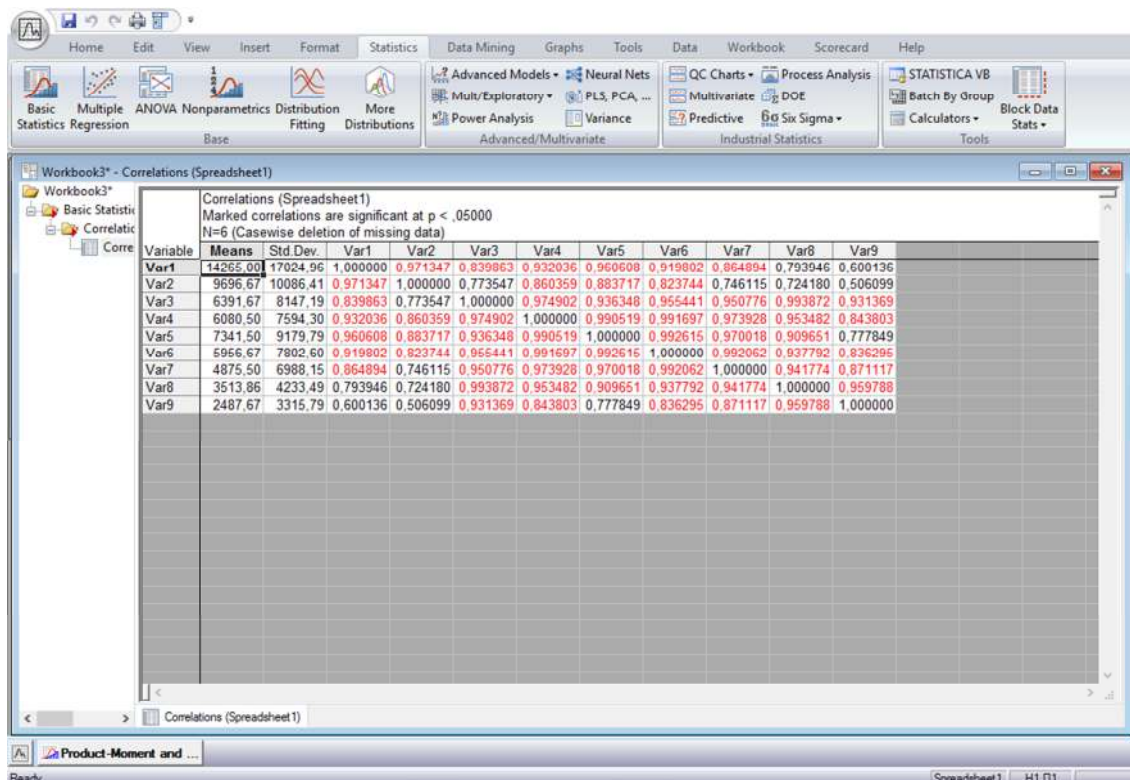 Home Edit View Insert Format Statistics Data Mining Graphs Tools Data Workbook Scorecard Help
Basic Statistics Multiple Regression ANOVA Nonparametrics Distribution Fitting More Distributions
Base
Advanced Models Neural Nets
Mult/Exploratory PLS, PCA, ...
Power Analysis Variance
Advanced/Multivariate
QC Charts Process Analysis
Multivariate DOE
Predictive 6σ Six Sigma
Industrial Statistics
STATISTICA VB
Batch By Group
Calculators
Block Data Stats
Tools
Workbook3* - Correlations (Spreadsheet1)
Workbook3*
Basic Statistic
Correlatic
Corre
Correlations (Spreadsheet1)
Marked correlations are significant at p < ,05000
N=6 (Casewise deletion of missing data)
Variable Means Std.Dev. Var1 Var2 Var3 Var4 Var5 Var6 Var7 Var8 Var9
Var1 14265,00 17024,96 1,000000 0,971347 0,839863 0,932036 0,960608 0,919802 0,864894 0,793946 0,600136
Var2 9696,67 10086,41 0,971347 1,000000 0,773547 0,860359 0,883717 0,823744 0,746115 0,724180 0,506099
Var3 6391,67 8147,19 0,839863 0,773547 1,000000 0,974902 0,936348 0,955441 0,950776 0,993872 0,931369
Var4 6080,50 7594,30 0,932036 0,860359 0,974902 1,000000 0,990519 0,991697 0,973928 0,953482 0,843803
Var5 7341,50 9179,79 0,960608 0,883717 0,936348 0,990519 1,000000 0,992615 0,970018 0,909651 0,777849
Var6 5956,67 7802,60 0,919802 0,823744 0,955441 0,991697 0,992615 1,000000 0,992062 0,937792 0,836295
Var7 4875,50 6988,15 0,864894 0,746115 0,950776 0,973928 0,970018 0,992062 1,000000 0,941774 0,871117
Var8 3513,86 4233,49 0,793946 0,724180 0,993872 0,953482 0,909651 0,937792 0,941774 1,000000 0,959788
Var9 2487,67 3315,79 0,600136 0,506099 0,931369 0,843803 0,777849 0,836295 0,871117 0,959788 1,000000
Correlations (Spreadsheet1)
Product-Moment and ...
Ready
Spreadsheet1